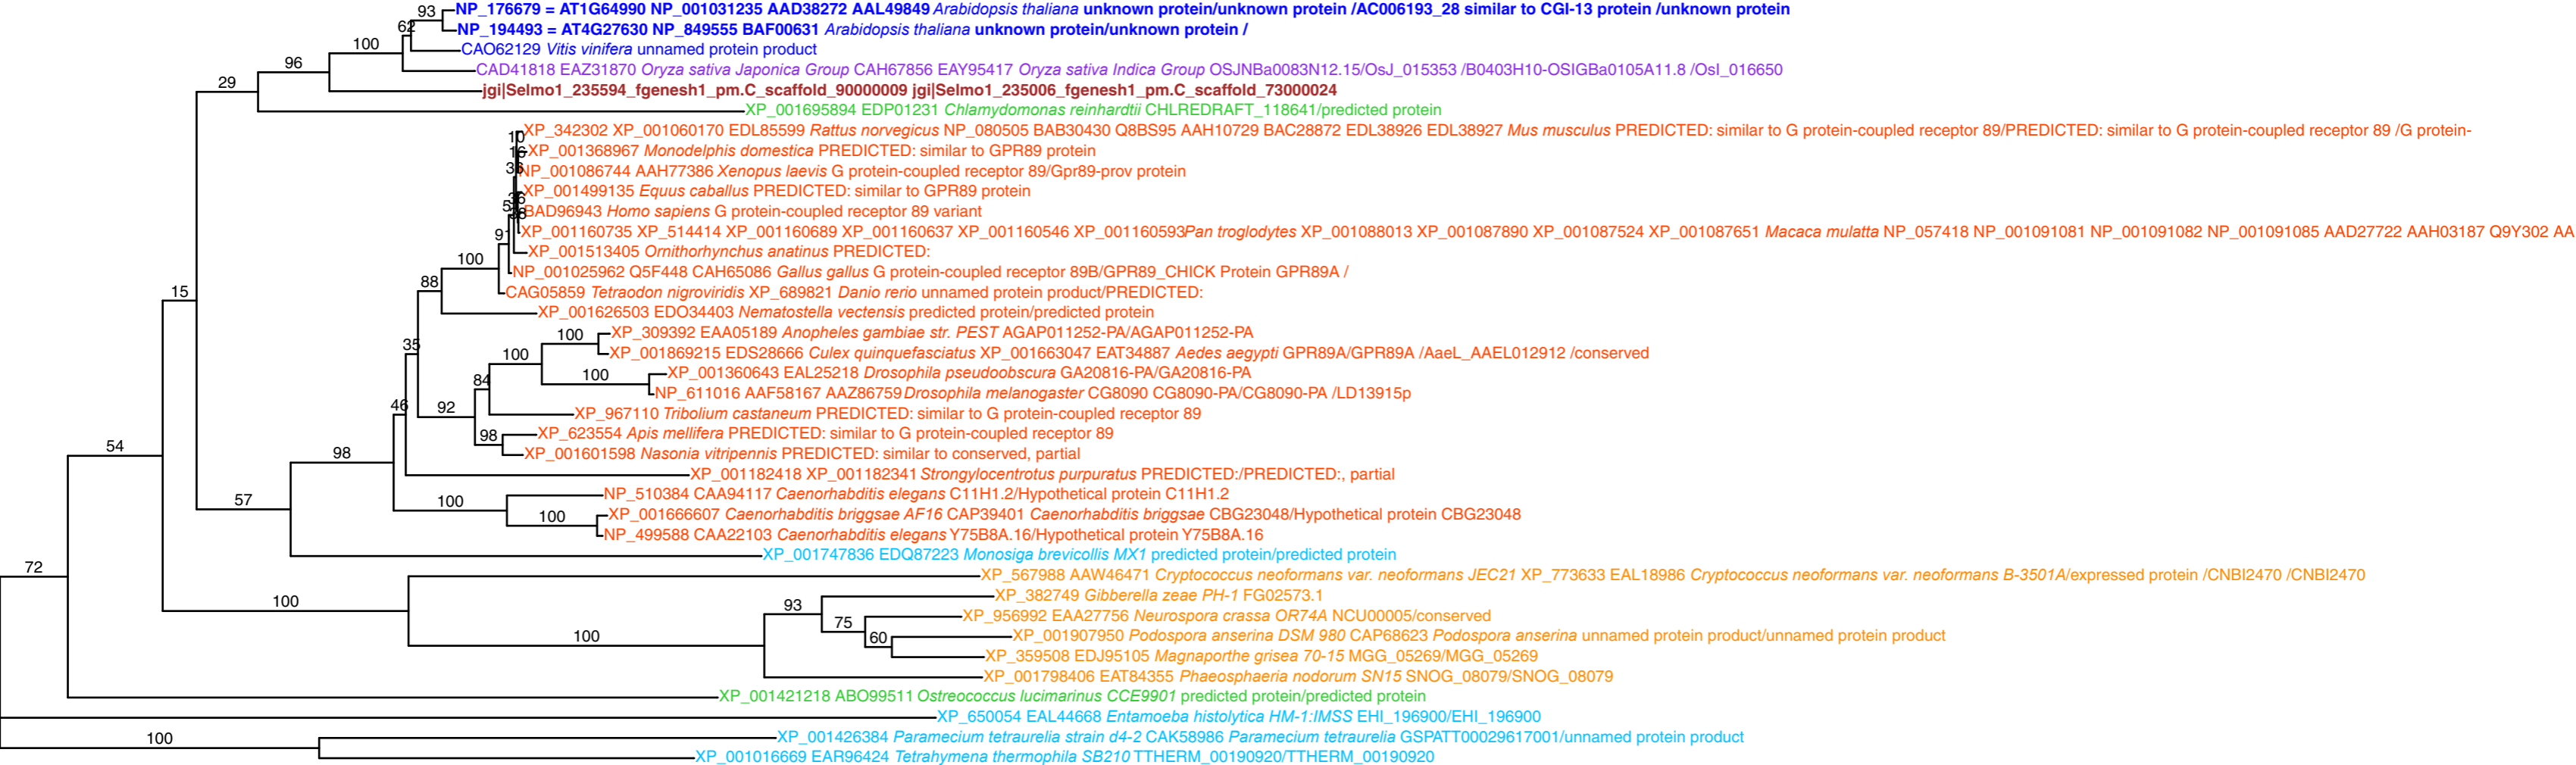 93 NP_176679 = AT1G64990 NP_001031235 AAD38272 AAL49849 Arabidopsis thaliana unknown protein/unknown protein /AC006193_28 similar to CGI-13 protein /unknown protein
62 NP_194493 = AT4G27630 NP_849555 BAF00631 Arabidopsis thaliana unknown protein/unknown protein /
100 CAO62129 Vitis vinifera unnamed protein product
96 CAD41818 EAZ31870 Oryza sativa Japonica Group CAH67856 EAY95417 Oryza sativa Indica Group OSJNBa0083N12.15/OsJ_015353 /B0403H10-OSIGBa0105A11.8 /OsI_016650
29 jgi|Selmo1_235594_fgenesh1_pm.C_scaffold_90000009 jgi|Selmo1_235006_fgenesh1_pm.C_scaffold_73000024
XP_001695894 EDP01231 Chlamydomonas reinhardtii CHLREDRAFT_118641/predicted protein
10 XP_342302 XP_001060170 EDL85599 Rattus norvegicus NP_080505 BAB30430 Q8BS95 AAH10729 BAC28872 EDL38926 EDL38927 Mus musculus PREDICTED: similar to G protein-coupled receptor 89/PREDICTED: similar to G protein-coupled receptor 89 /G protein-
XP_001368967 Monodelphis domestica PREDICTED: similar to GPR89 protein
NP_001086744 AAH77386 Xenopus laevis G protein-coupled receptor 89/Gpr89-prov protein
XP_001499135 Equus caballus PREDICTED: similar to GPR89 protein
BAD96943 Homo sapiens G protein-coupled receptor 89 variant
XP_001160735 XP_514414 XP_001160689 XP_001160637 XP_001160546 XP_001160593 Pan troglodytes XP_001088013 XP_001087890 XP_001087524 XP_001087651 Macaca mulatta NP_057418 NP_001091081 NP_001091082 NP_001091085 AAD27722 AAH03187 Q9Y302 AA
91 XP_001513405 Ornithorhynchus anatinus PREDICTED:
100 NP_001025962 Q5F448 CAH65086 Gallus gallus G protein-coupled receptor 89B/GPR89_CHICK Protein GPR89A /
15 88 CAG05859 Tetraodon nigroviridis XP_689821 Danio rerio unnamed protein product/PREDICTED:
XP_001626503 EDO34403 Nematostella vectensis predicted protein/predicted protein
100 XP_309392 EAA05189 Anopheles gambiae str. PEST AGAP011252-PA/AGAP011252-PA
35 100 XP_001869215 EDS28666 Culex quinquefasciatus XP_001663047 EAT34887 Aedes aegypti GPR89A/GPR89A /AaeL_AAEL012912 /conserved
100 XP_001360643 EAL25218 Drosophila pseudoobscura GA20816-PA/GA20816-PA
84 NP_611016 AAF58167 AAZ86759 Drosophila melanogaster CG8090 CG8090-PA/CG8090-PA /LD13915p
46 92 XP_967110 Tribolium castaneum PREDICTED: similar to G protein-coupled receptor 89
98 XP_623554 Apis mellifera PREDICTED: similar to G protein-coupled receptor 89
54 98 XP_001601598 Nasonia vitripennis PREDICTED: similar to conserved, partial
XP_001182418 XP_001182341 Strongylocentrotus purpuratus PREDICTED:/PREDICTED:, partial
57 100 NP_510384 CAA94117 Caenorhabditis elegans C11H1.2/Hypothetical protein C11H1.2
100 XP_001666607 Caenorhabditis briggsae AF16 CAP39401 Caenorhabditis briggsae CBG23048/Hypothetical protein CBG23048
NP_499588 CAA22103 Caenorhabditis elegans Y75B8A.16/Hypothetical protein Y75B8A.16
XP_001747836 EDQ87223 Monosiga brevicollis MX1 predicted protein/predicted protein
72 XP_567988 AAW46471 Cryptococcus neoformans var. neoformans JEC21 XP_773633 EAL18986 Cryptococcus neoformans var. neoformans B-3501A/expressed protein /CNBI2470 /CNBI2470
100 93 XP_382749 Gibberella zeae PH-1 FG02573.1
75 XP_956992 EAA27756 Neurospora crassa OR74A NCU00005/conserved
100 60 XP_001907950 Podospora anserina DSM 980 CAP68623 Podospora anserina unnamed protein product/unnamed protein product
XP_359508 EDJ95105 Magnaporthe grisea 70-15 MGG_05269/MGG_05269
XP_001798406 EAT84355 Phaeosphaeria nodorum SN15 SNOG_08079/SNOG_08079
XP_001421218 ABO99511 Ostreococcus lucimarinus CCE9901 predicted protein/predicted protein
XP_650054 EAL44668 Entamoeba histolytica HM-1:IMSS EHI_196900/EHI_196900
100 XP_001426384 Paramecium tetraurelia strain d4-2 CAK58986 Paramecium tetraurelia GSPATT00029617001/unnamed protein product
XP_001016669 EAR96424 Tetrahymena thermophila SB210 TTHERM_00190920/TTHERM_00190920